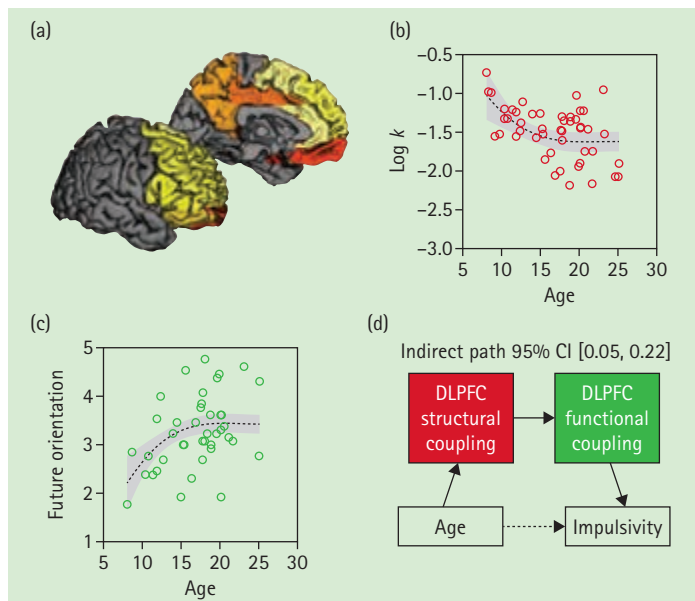 (a)
(b)
−0.5
−1.0
−1.5
−2.0
−2.5
−3.0
Log k
5 10 15 20 25 30
Age
(c)
5
4
3
2
1
Future orientation
5 10 15 20 25 30
Age
(d)
Indirect path 95% CI [0.05, 0.22]
DLPFC
structural
coupling
DLPFC
functional
coupling
Age
Impulsivity